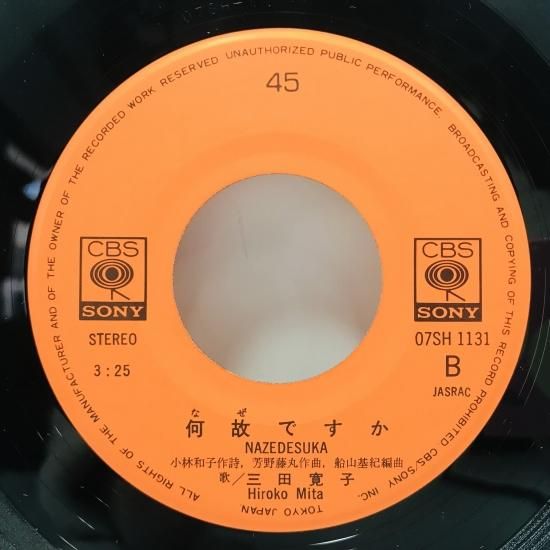 ALL RIGHTS OF THE MANUFACTURER AND OF THE OWNER OF THE RECORDED WORK RESERVED UNAUTHORIZED PUBLIC PERFORMANCE. BROADCASTING AND COPYING OF THIS RECORD PROHIBITED CBS/SONY INC.
TOKYO JAPAN
45
CBS
SONY
CBS
SONY
STEREO
07SH 1131
3:25
B
JASRAC
なぜ
何故ですか
NAZEDESUKA
小林和子作詩, 芳野藤丸作曲, 船山基紀編曲
歌/三田寛子
Hiroko Mita